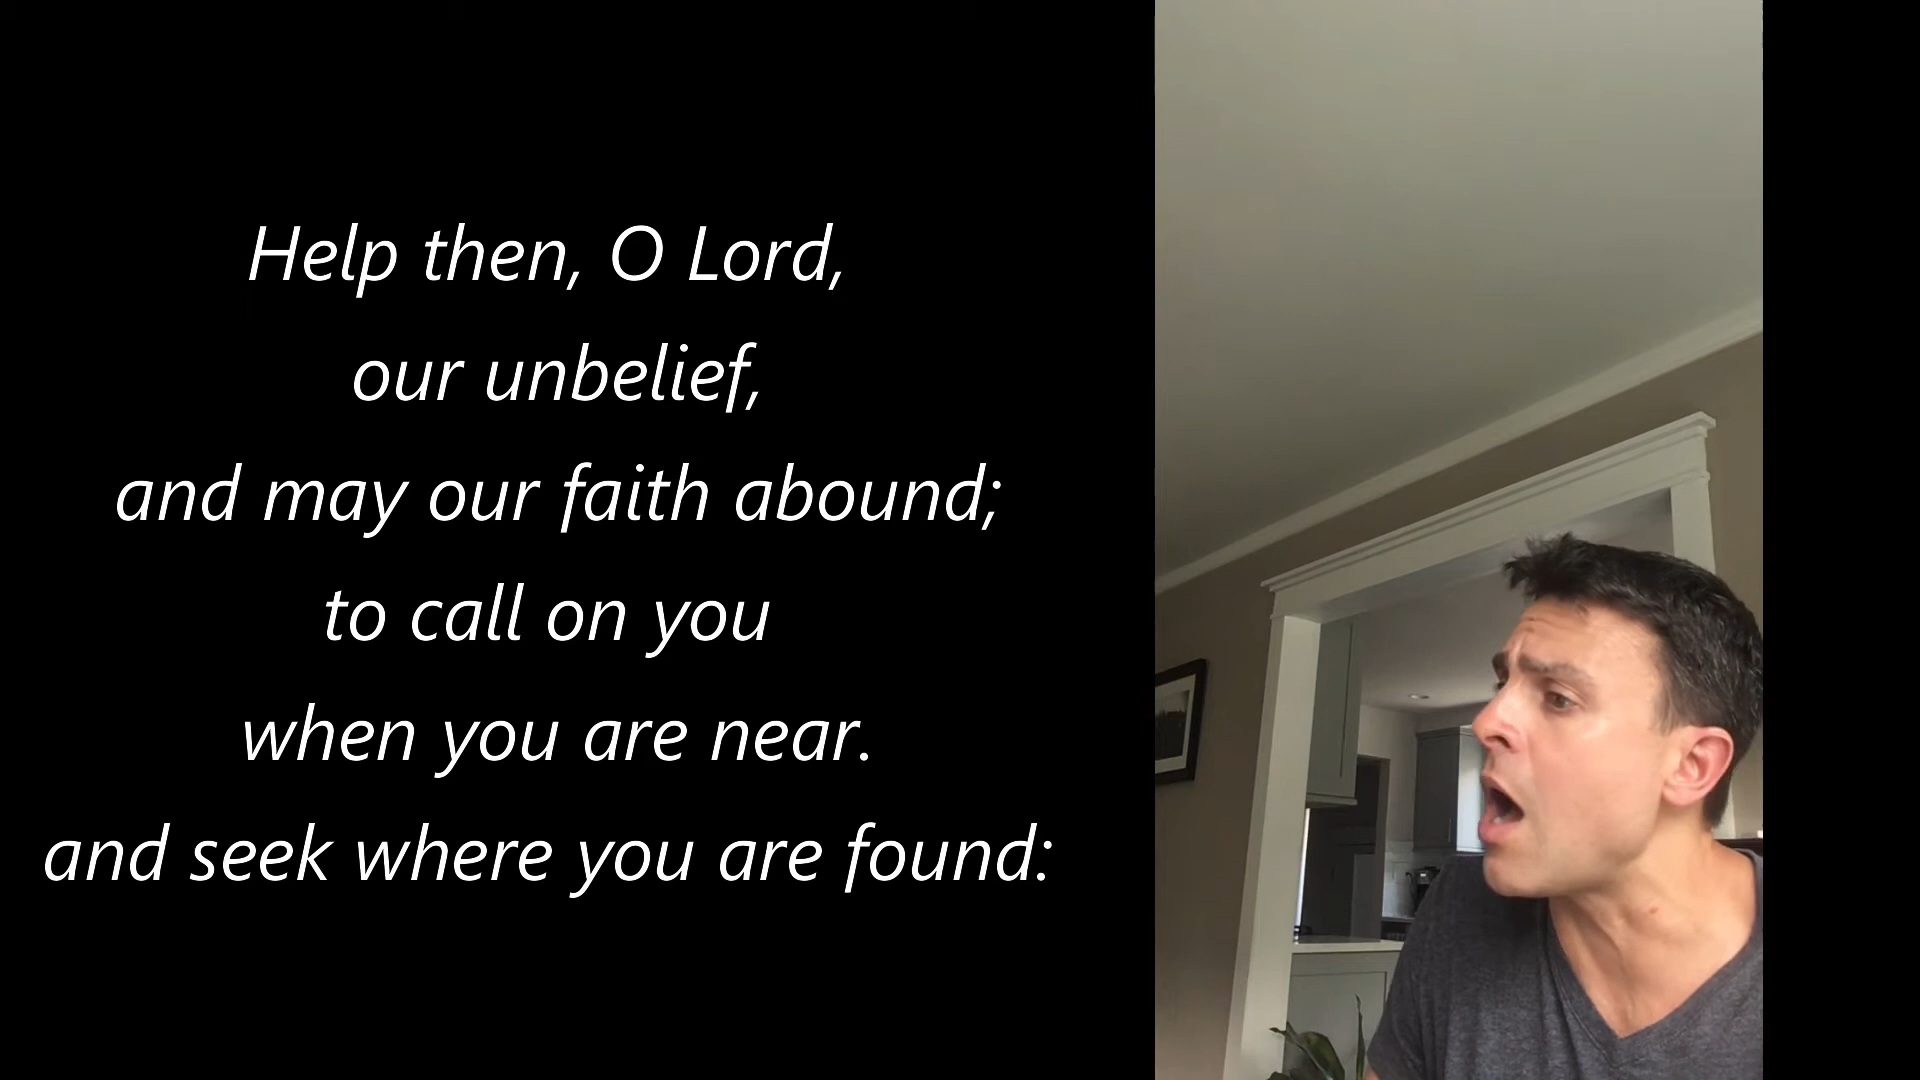 Help then, O Lord,
our unbelief,
and may our faith abound;
to call on you
when you are near.
and seek where you are found: